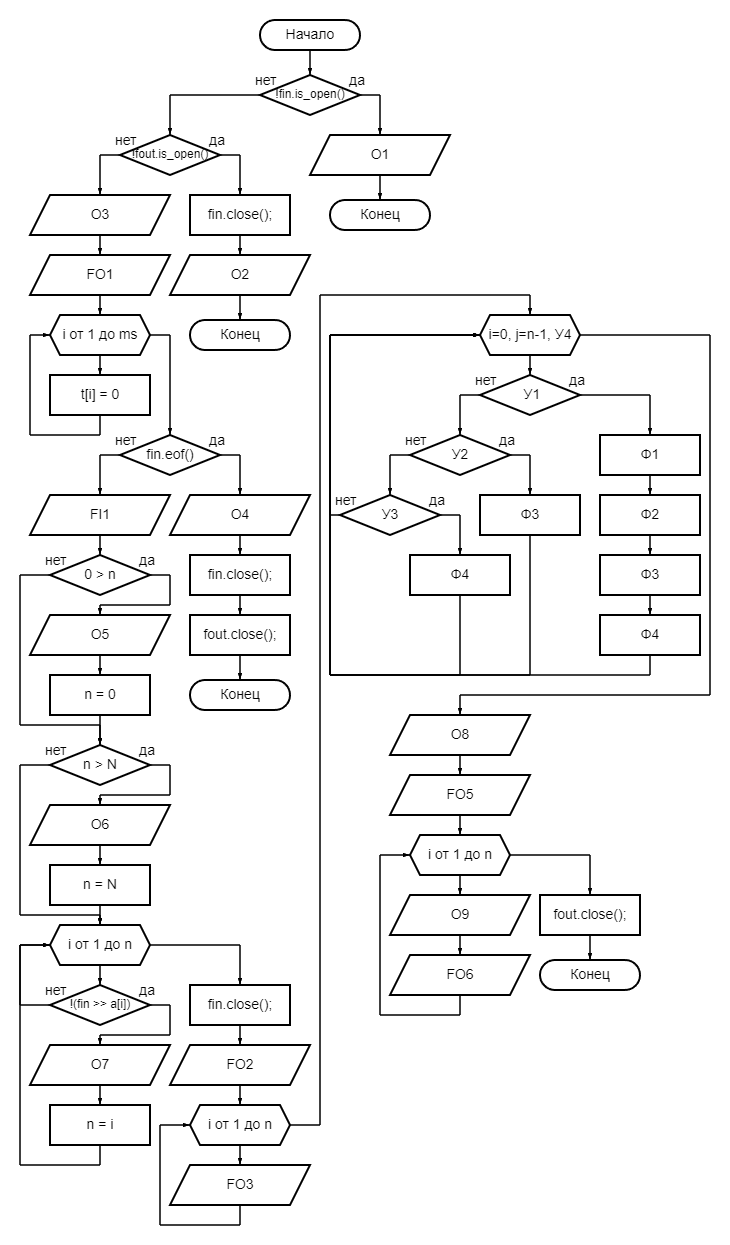 Начало
нет
да
!fin.is_open()
нет
да
!fout.is_open()
O1
Конец
O3
fin.close();
FO1
O2
Конец
i от 1 до ms
t[i] = 0
нет
да
fin.eof()
FI1
O4
нет
да
0 > n
fin.close();
O5
fout.close();
n = 0
Конец
нет
да
n > N
O6
n = N
i от 1 до n
нет
да
!(fin >> a[i])
O7
n = i
fin.close();
FO2
i от 1 до n
FO3
i=0, j=n-1, У4
нет
да
У1
нет
да
У2
Ф1
нет
да
У3
Ф3
Ф2
Ф4
Ф3
Ф4
O8
FO5
i от 1 до n
O9
fout.close();
FO6
Конец